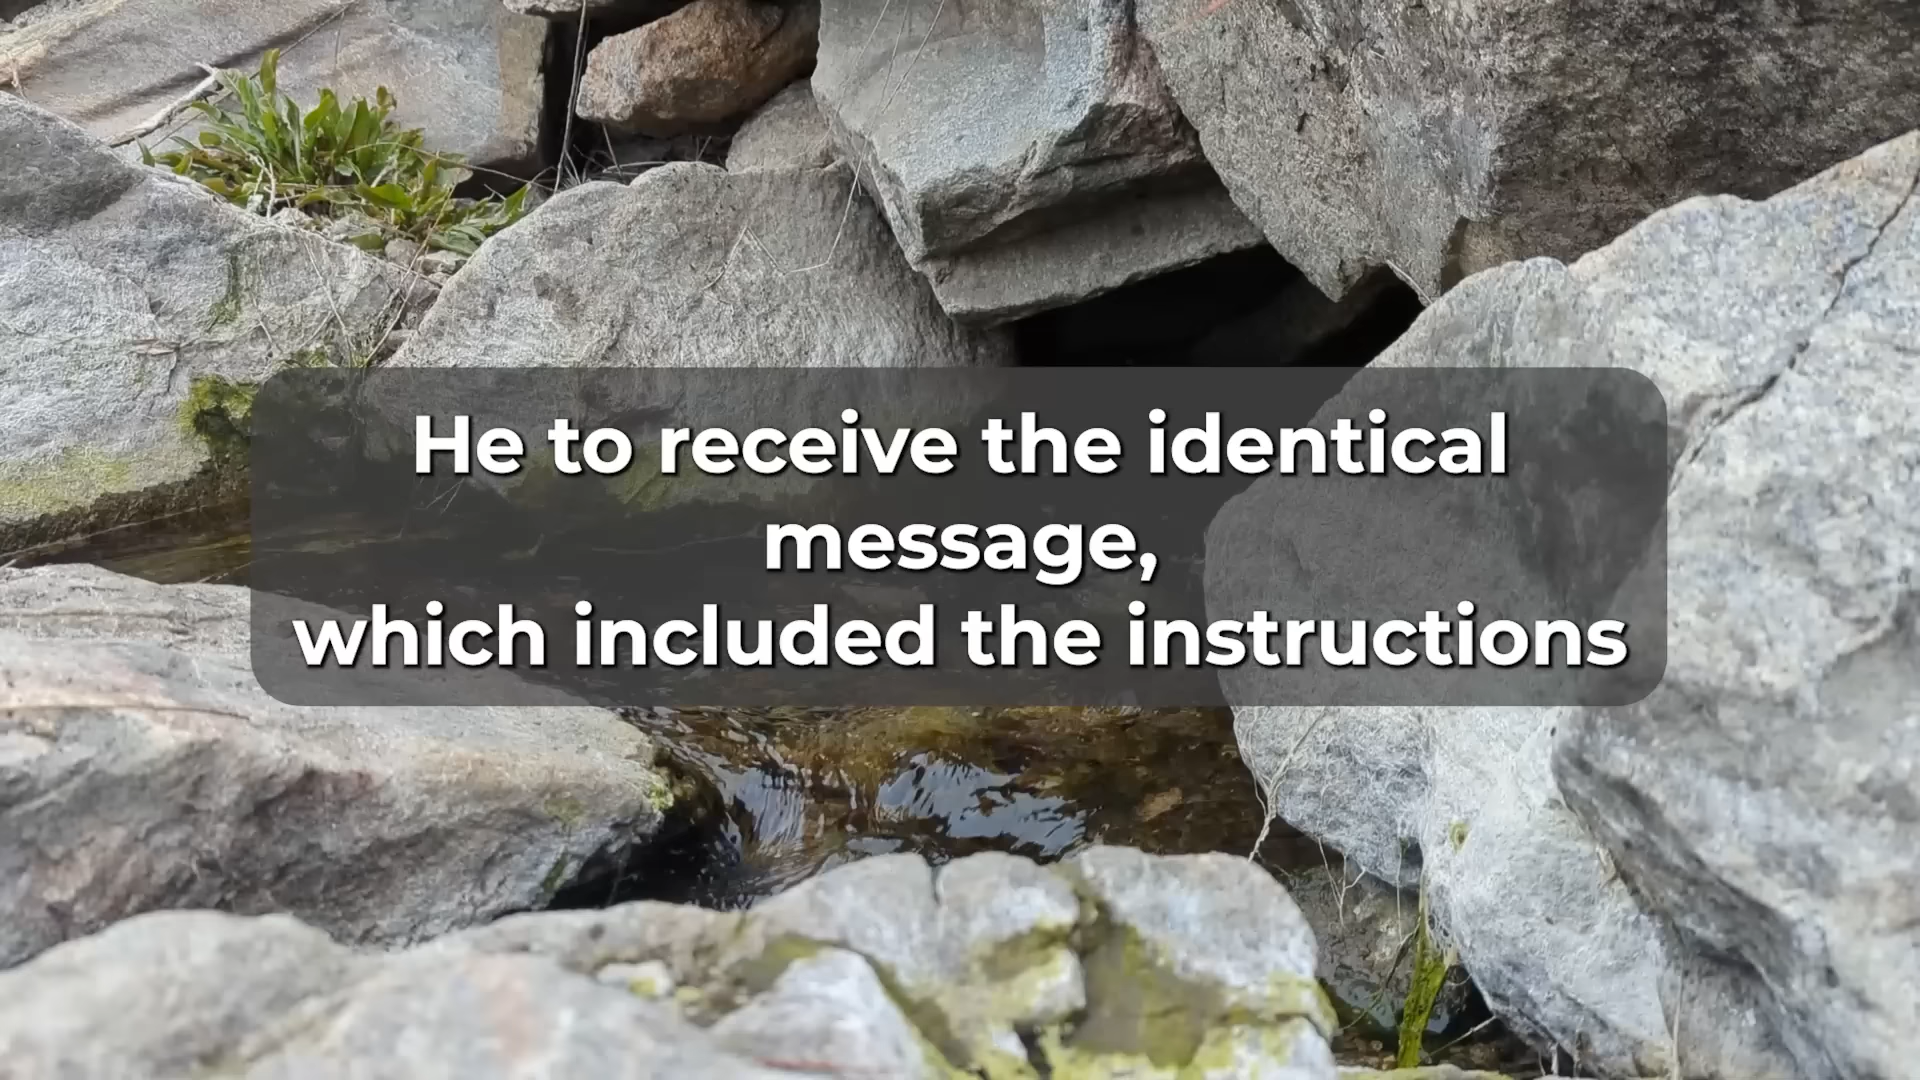 He to receive the identical
message,
which included the instructions